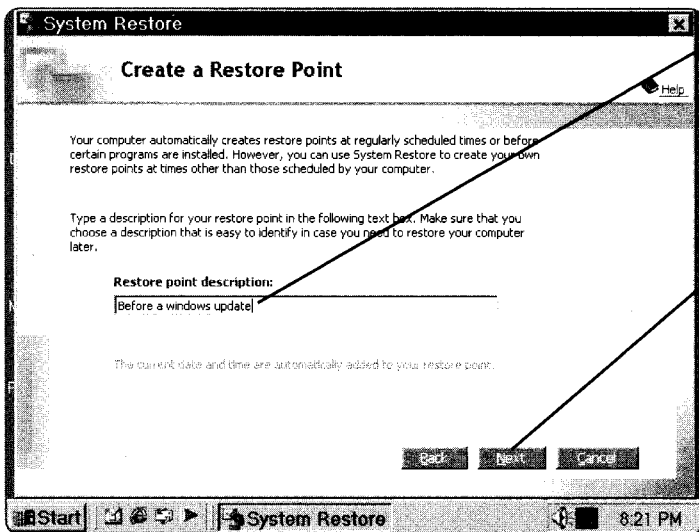 System Restore
Create a Restore Point
Help
Your computer automatically creates restore points at regularly scheduled times or before
certain programs are installed. However, you can use System Restore to create your own
restore points at times other than those scheduled by your computer.
Type a description for your restore point in the following text box. Make sure that you
choose a description that is easy to identify in case you need to restore your computer
later.
Restore point description:
Before a windows update
The current date and time are automatically added to your restore point.
Back Next Cancel
Start System Restore 8:21 PM